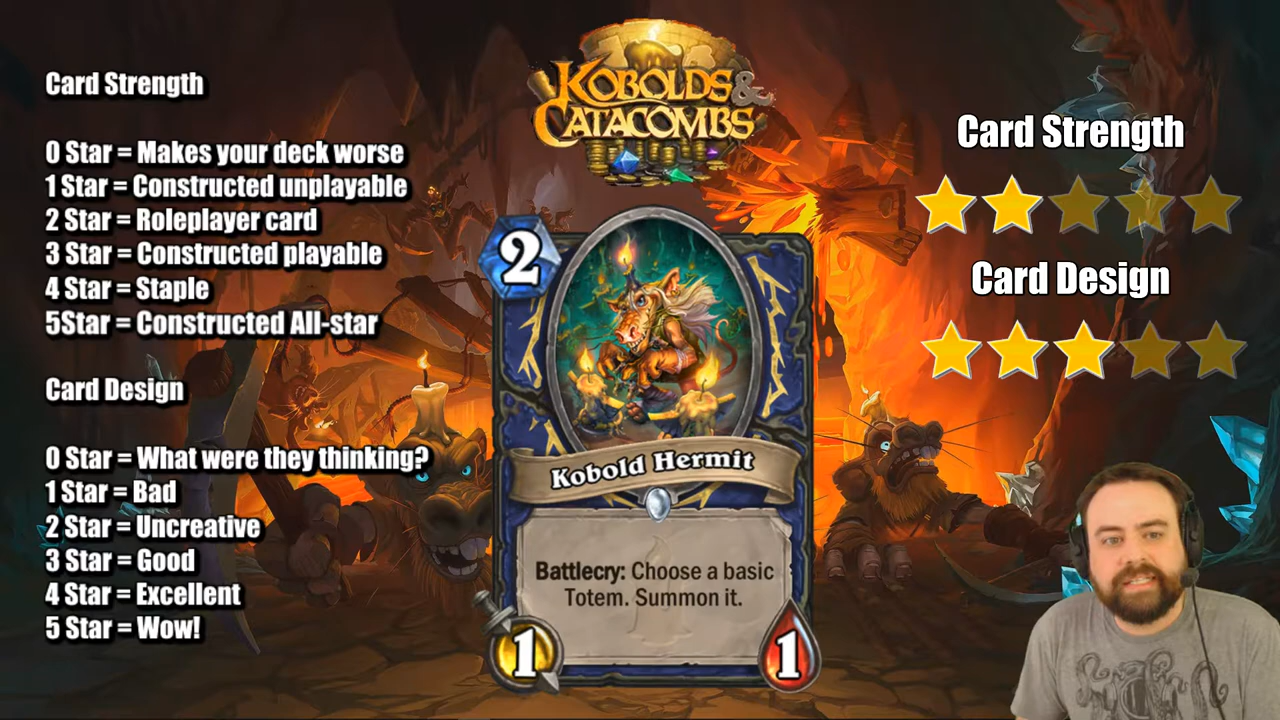 Card Strength
0 Star = Makes your deck worse
1 Star = Constructed unplayable
2 Star = Roleplayer card
3 Star = Constructed playable
4 Star = Staple
5Star = Constructed All-star
Card Design
0 Star = What were they thinking?
1 Star = Bad
2 Star = Uncreative
3 Star = Good
4 Star = Excellent
5 Star = Wow!
KOBOLDS &
CATACOMBS
2
Kobold Hermit
Battlecry: Choose a basic
Totem. Summon it.
1
1
Card Strength
Card Design